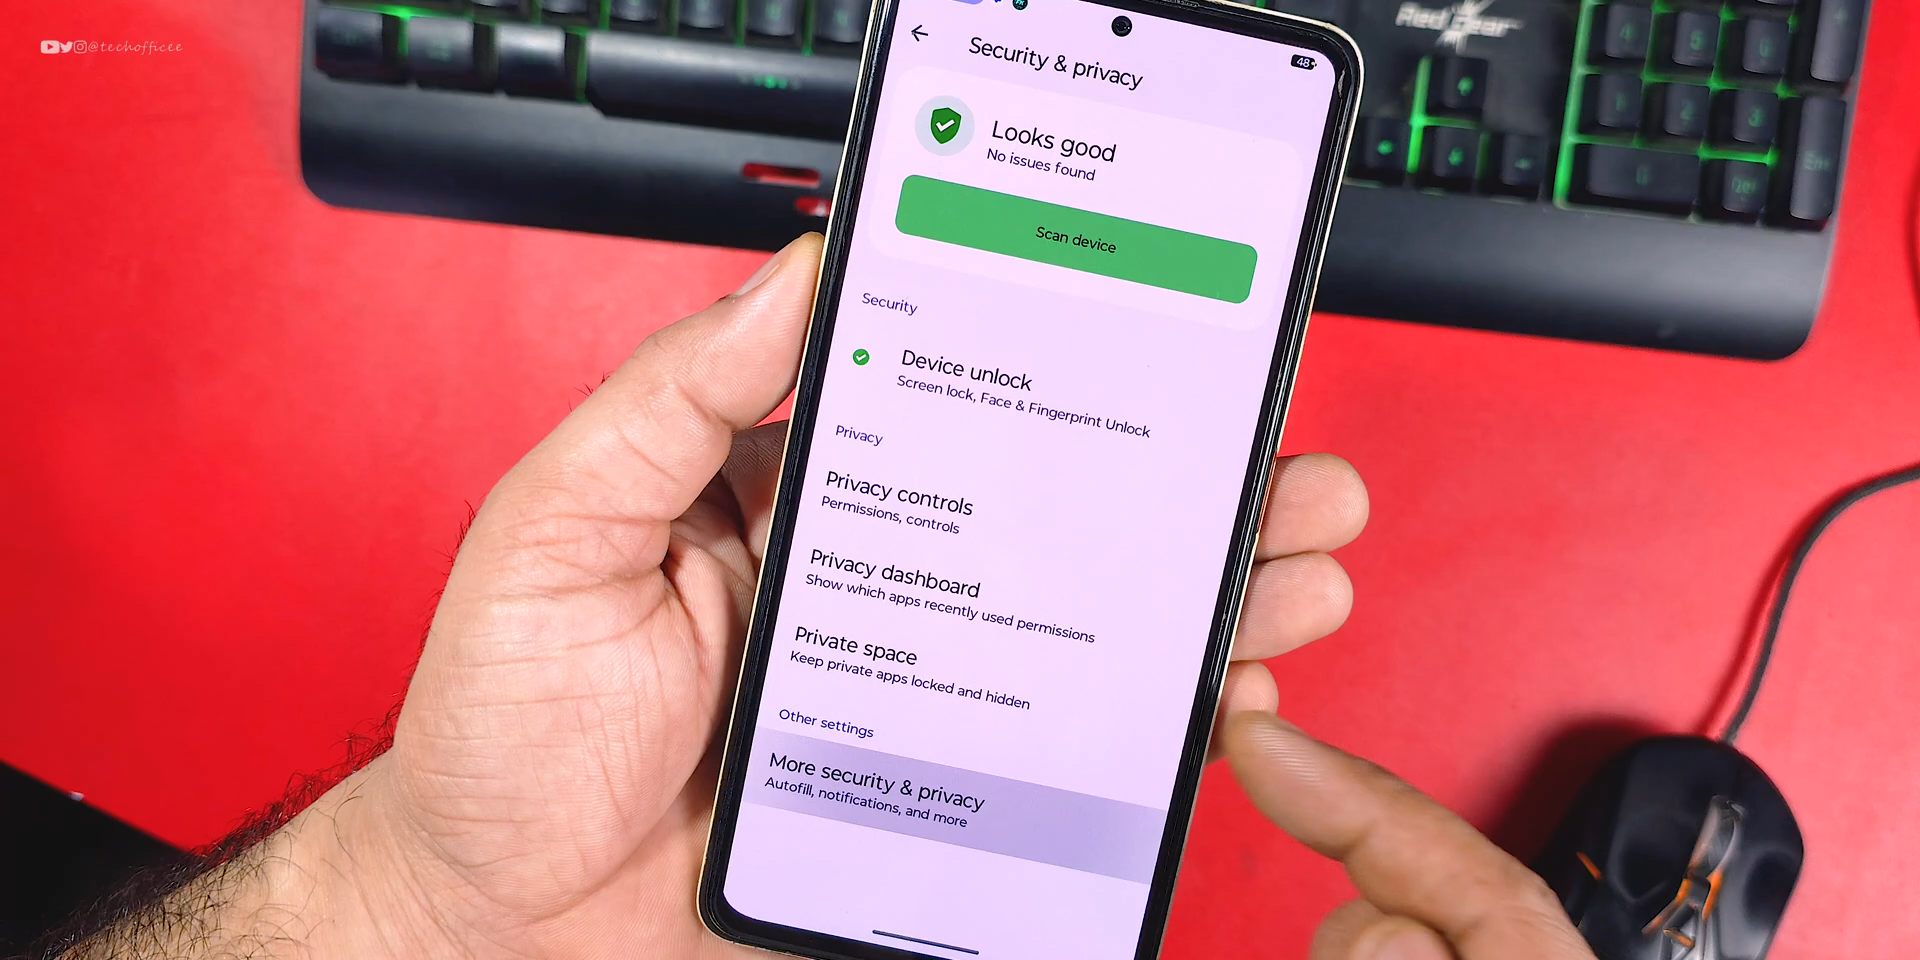 @techofficee
Red Gear
Security & privacy
48+
Looks good
No issues found
Scan device
Security
Device unlock
Screen lock, Face & Fingerprint Unlock
Privacy
Privacy controls
Permissions, controls
Privacy dashboard
Show which apps recently used permissions
Private space
Keep private apps locked and hidden
Other settings
More security & privacy
Autofill, notifications, and more